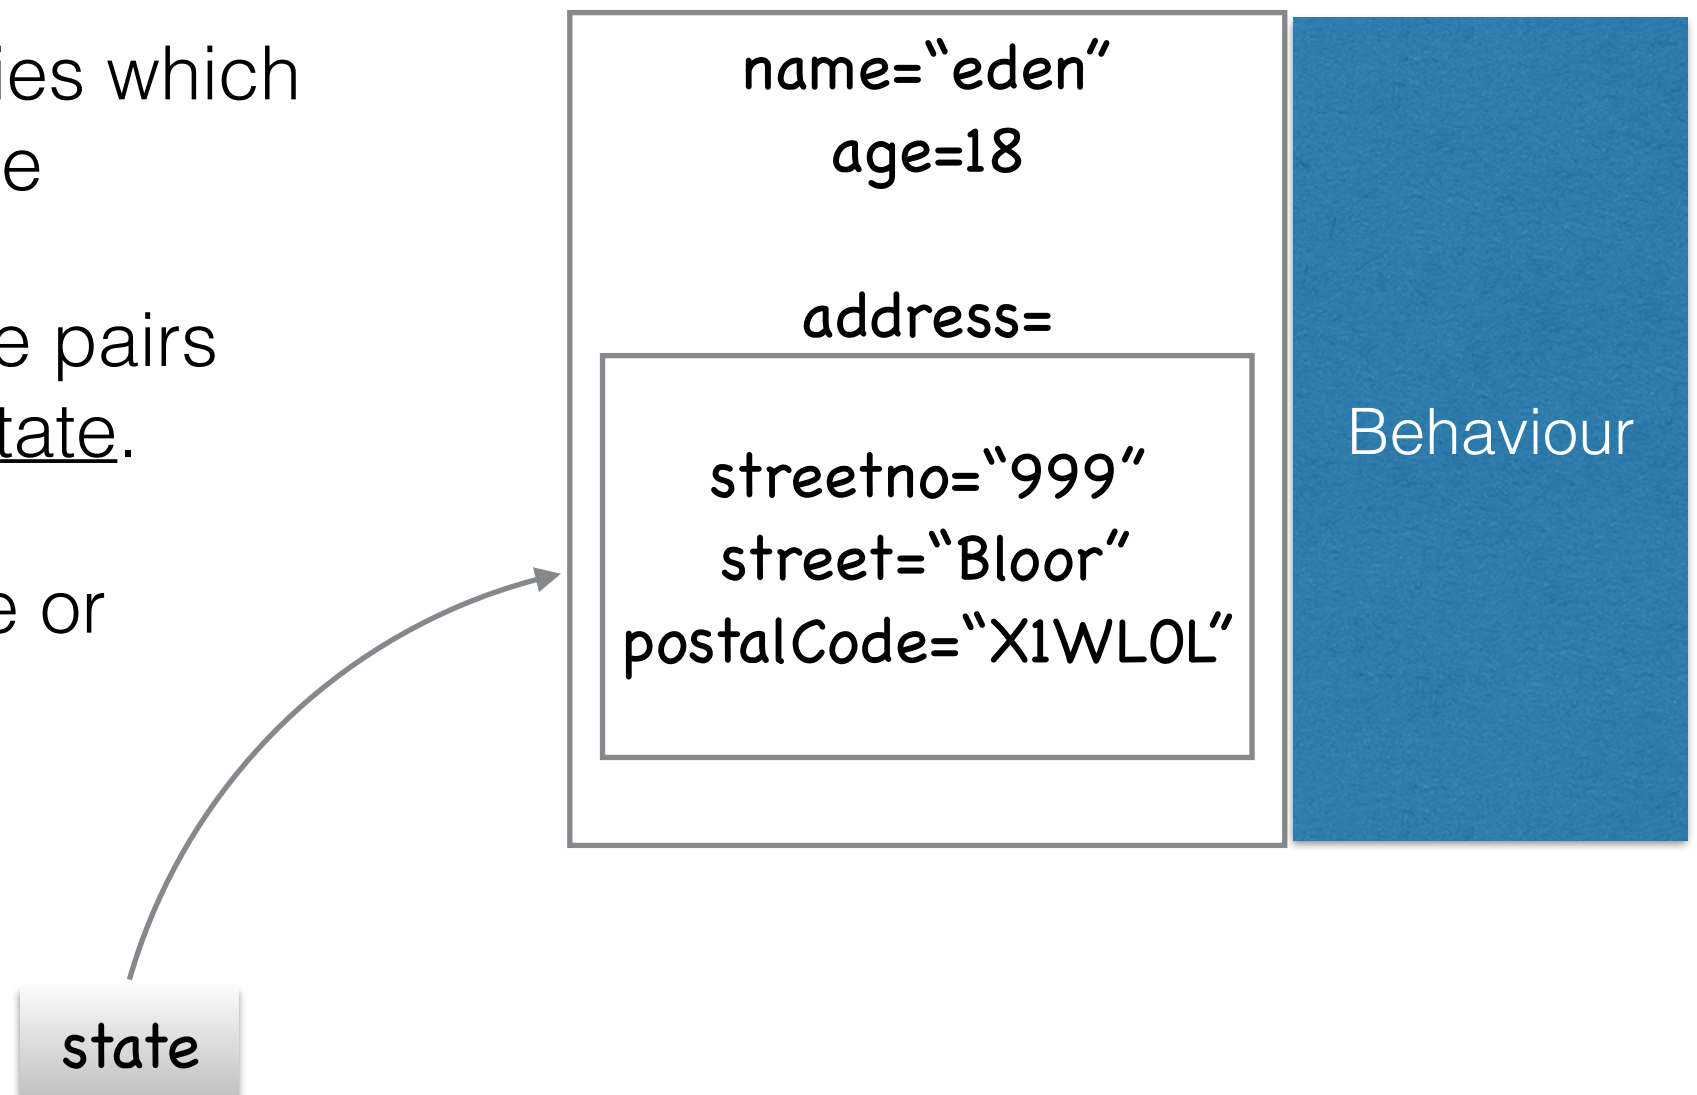 ies which
e
e pairs
tate.
e or
name=“eden”
age=18
address=
streetno=“999”
street=“Bloor”
postalCode=“X1WL0L”
Behaviour
state